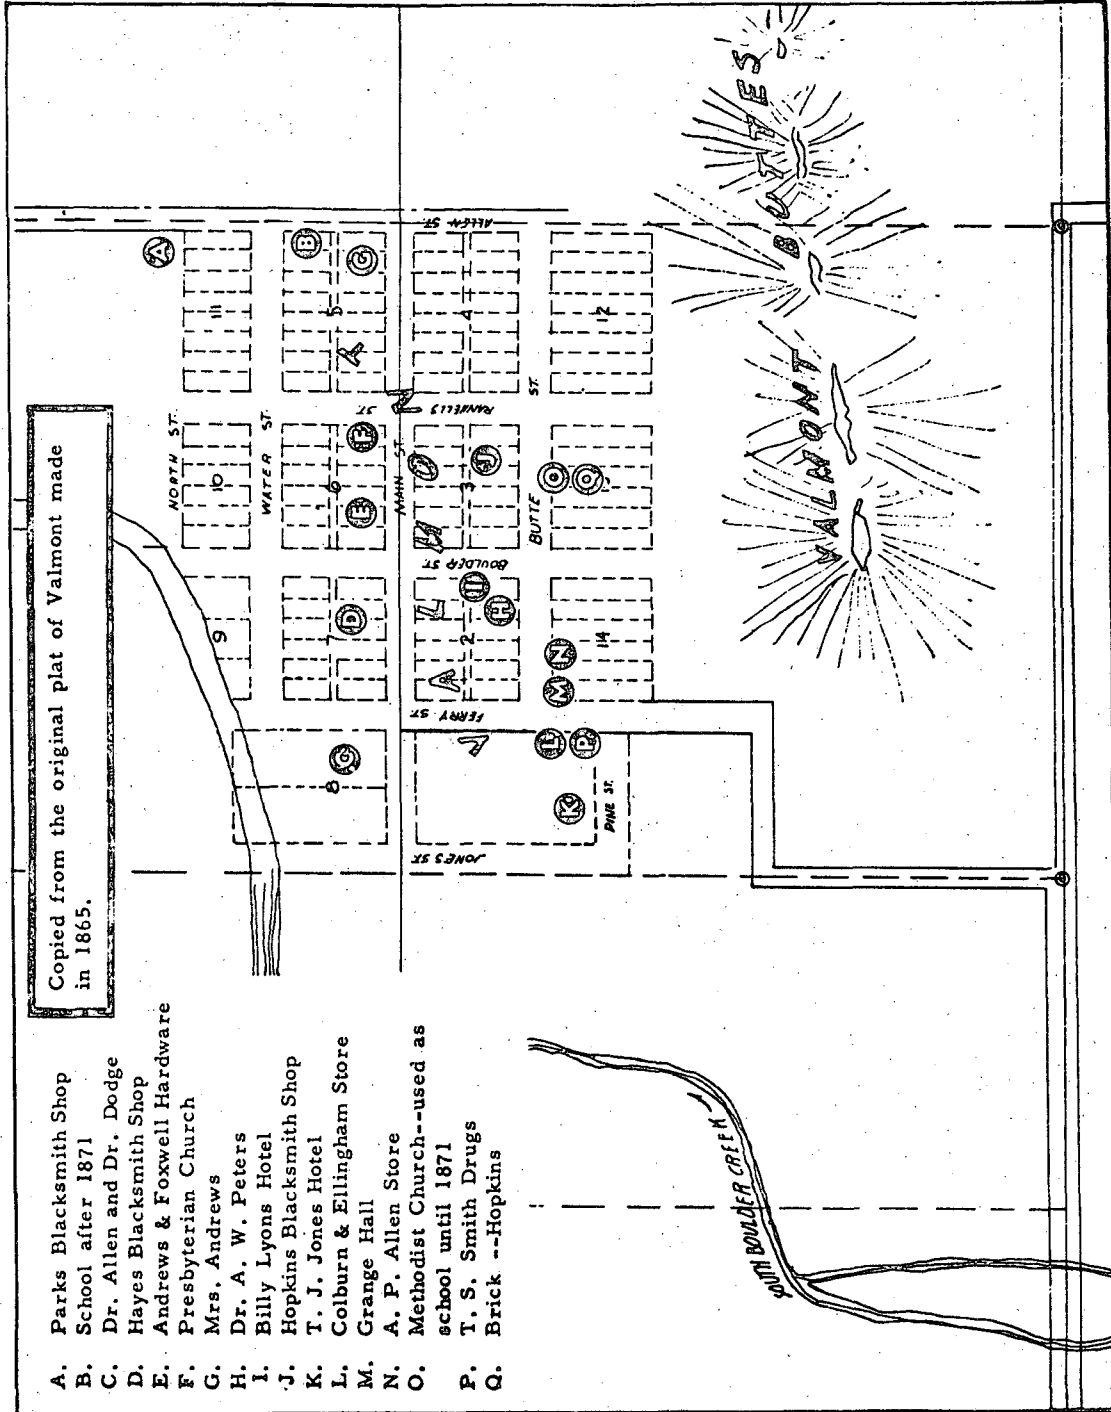 Copied from the original plat of Valmont made
in 1865.
A. Parks Blacksmith Shop
B. School after 1871
C. Dr. Allen and Dr. Dodge
D. Hayes Blacksmith Shop
E. Andrews & Foxwell Hardware
F. Presbyterian Church
G. Mrs. Andrews
H. Dr. A. W. Peters
I. Billy Lyons Hotel
J. Hopkins Blacksmith Shop
K. T. J. Jones Hotel
L. Colburn & Ellingham Store
M. Grange Hall
N. A. P. Allen Store
O. Methodist Church--used as
school until 1871
P. T. S. Smith Drugs
Q. Brick --Hopkins
NORTH ST.
WATER ST.
MAIN ST.
BUTTE ST.
PINE ST.
JONES ST.
FERRY ST.
BOULDER ST.
RANNELLS ST.
ALLEN ST.
VALMONT
VALMONT BUTTES
SOUTH BOULDER CREEK
A
B
G
F
E
D
J
I
H
N
M
L
P
K
O
8
9
10
11
7
6
5
2
3
4
14
12